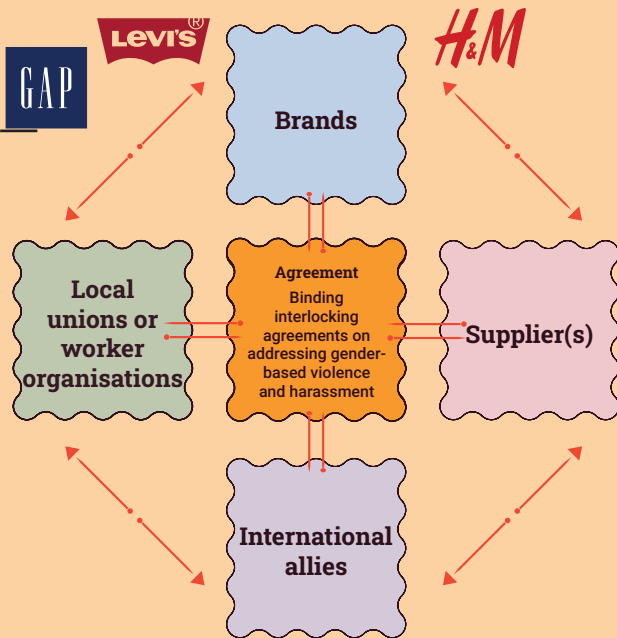 LEVI'S®
H&M
GAP
Brands
Local
unions or
worker
organisations
Agreement
Binding
interlocking
agreements on
addressing gender-
based violence
and harassment
Supplier(s)
International
allies